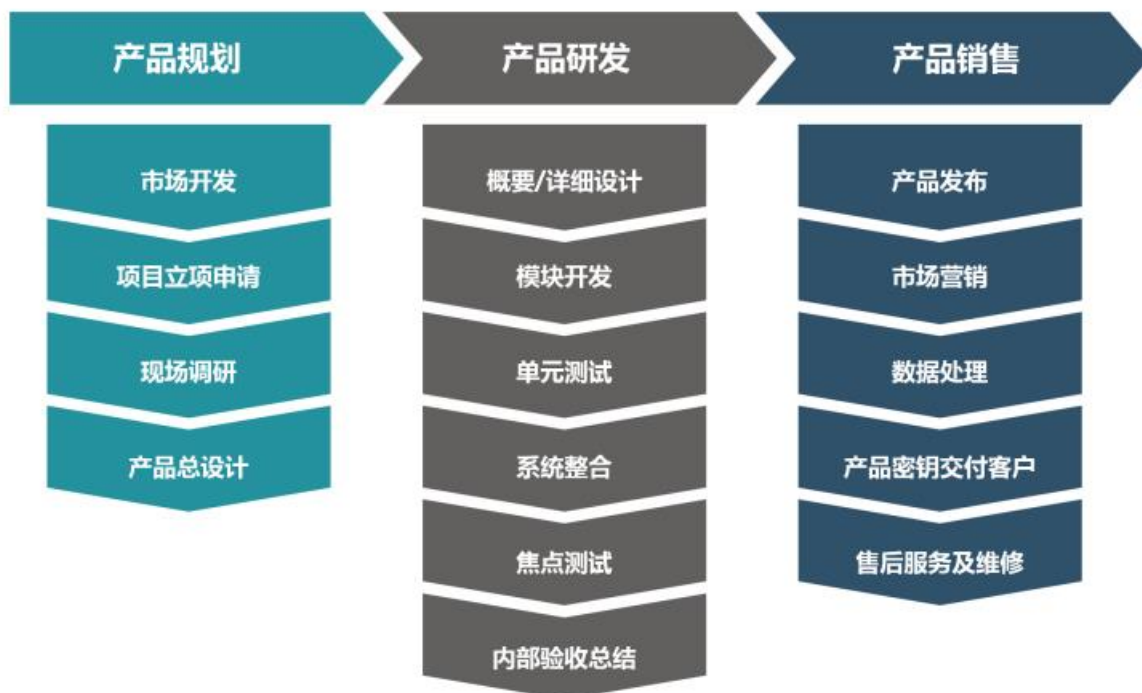 产品规划
产品研发
产品销售
市场开发
项目立项申请
现场调研
产品总设计
概要/详细设计
模块开发
单元测试
系统整合
焦点测试
内部验收总结
产品发布
市场营销
数据处理
产品密钥交付客户
售后服务及维修